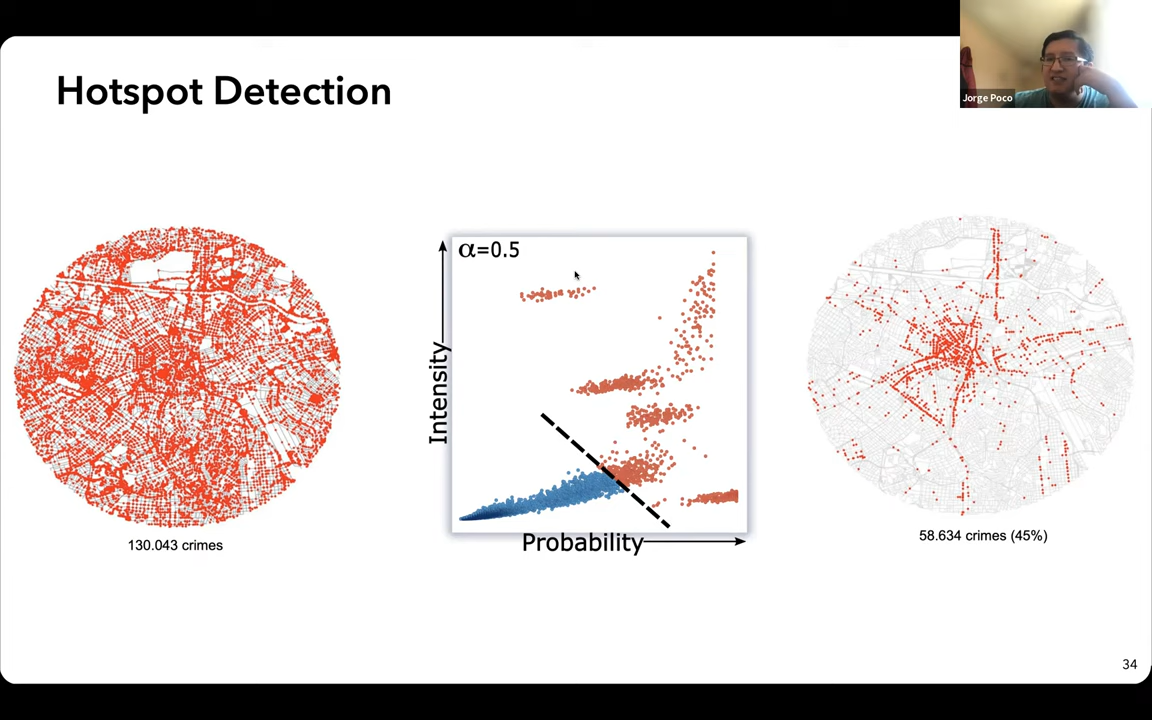 Hotspot Detection
Jorge Poco
α=0.5
Intensity
Probability
130.043 crimes
58.634 crimes (45%)
34